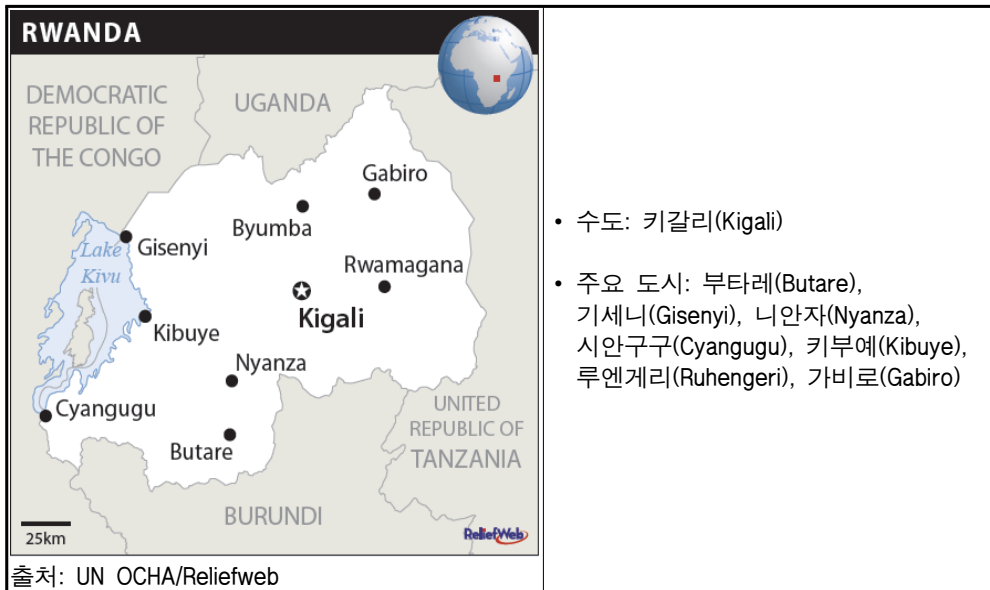 RWANDA
DEMOCRATIC
REPUBLIC OF
THE CONGO
UGANDA
Gabiro
Byumba
Lake
Kivu
Gisenyi
Rwamagana
Kigali
Kibuye
Nyanza
Cyangugu
Butare
UNITED
REPUBLIC OF
TANZANIA
BURUNDI
25km
ReliefWeb
출처: UN OCHA/Reliefweb
• 수도: 키갈리(Kigali)
• 주요 도시: 부타레(Butare),
기세니(Gisenyi), 니안자(Nyanza),
시안구구(Cyangugu), 키부예(Kibuye),
루엔게리(Ruhengeri), 가비로(Gabiro)